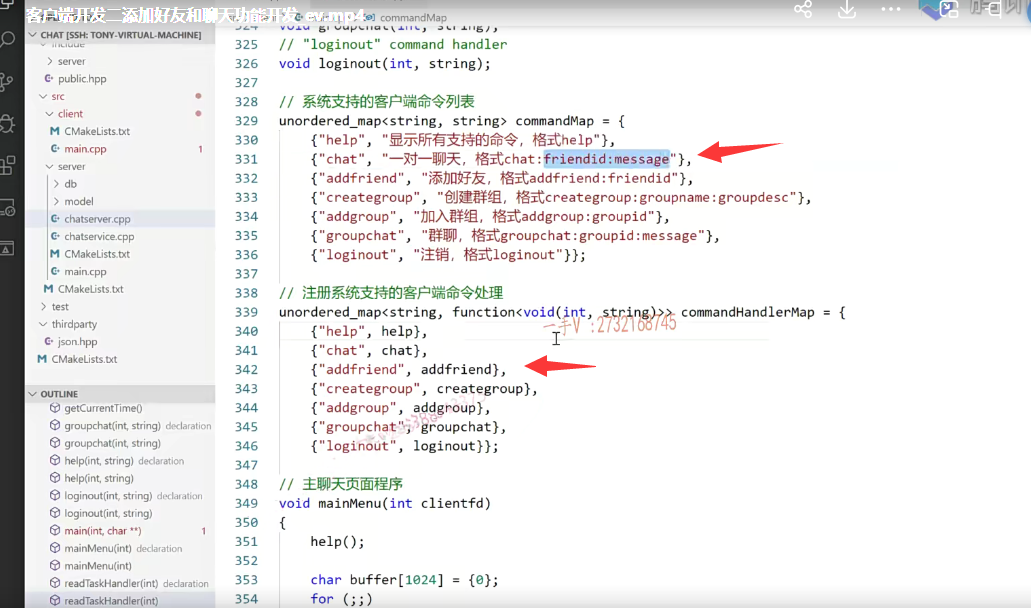 客户端开发二添加好友和聊天功能开发_ev.mp4
commandMap
CHAT [SSH: TONY-VIRTUAL-MACHINE]
include
server
public.hpp
src
client
CMakeLists.txt
main.cpp 1
server
db
model
chatserver.cpp
chatservice.cpp
CMakeLists.txt
main.cpp
CMakeLists.txt
test
thirdparty
json.hpp
CMakeLists.txt
OUTLINE
getCurrentTime()
groupchat(int, string) declaration
groupchat(int, string)
help(int, string) declaration
help(int, string)
loginout(int, string) declaration
loginout(int, string)
main(int, char **) 1
mainMenu(int) declaration
mainMenu(int)
readTaskHandler(int) declaration
readTaskHandler(int)
324 void groupchat(int, string);
325 // "loginout" command handler
326 void loginout(int, string);
327
328 // 系统支持的客户端命令列表
329 unordered_map<string, string> commandMap = {
330 {"help", "显示所有支持的命令，格式help"},
331 {"chat", "一对一聊天，格式chat:friendid:message"},
332 {"addfriend", "添加好友，格式addfriend:friendid"},
333 {"creategroup", "创建群组，格式creategroup:groupname:groupdesc"},
334 {"addgroup", "加入群组，格式addgroup:groupid"},
335 {"groupchat", "群聊，格式groupchat:groupid:message"},
336 {"loginout", "注销，格式loginout"}};
337
338 // 注册系统支持的客户端命令处理
339 unordered_map<string, function<void(int, string)>> commandHandlerMap = {
一手V :2732168745
340 {"help", help},
341 {"chat", chat},
342 {"addfriend", addfriend},
343 {"creategroup", creategroup},
344 {"addgroup", addgroup},
345 {"groupchat", groupchat},
346 {"loginout", loginout}};
347
348 // 主聊天页面程序
349 void mainMenu(int clientfd)
350 {
351 help();
352
353 char buffer[1024] = {0};
354 for (;;)